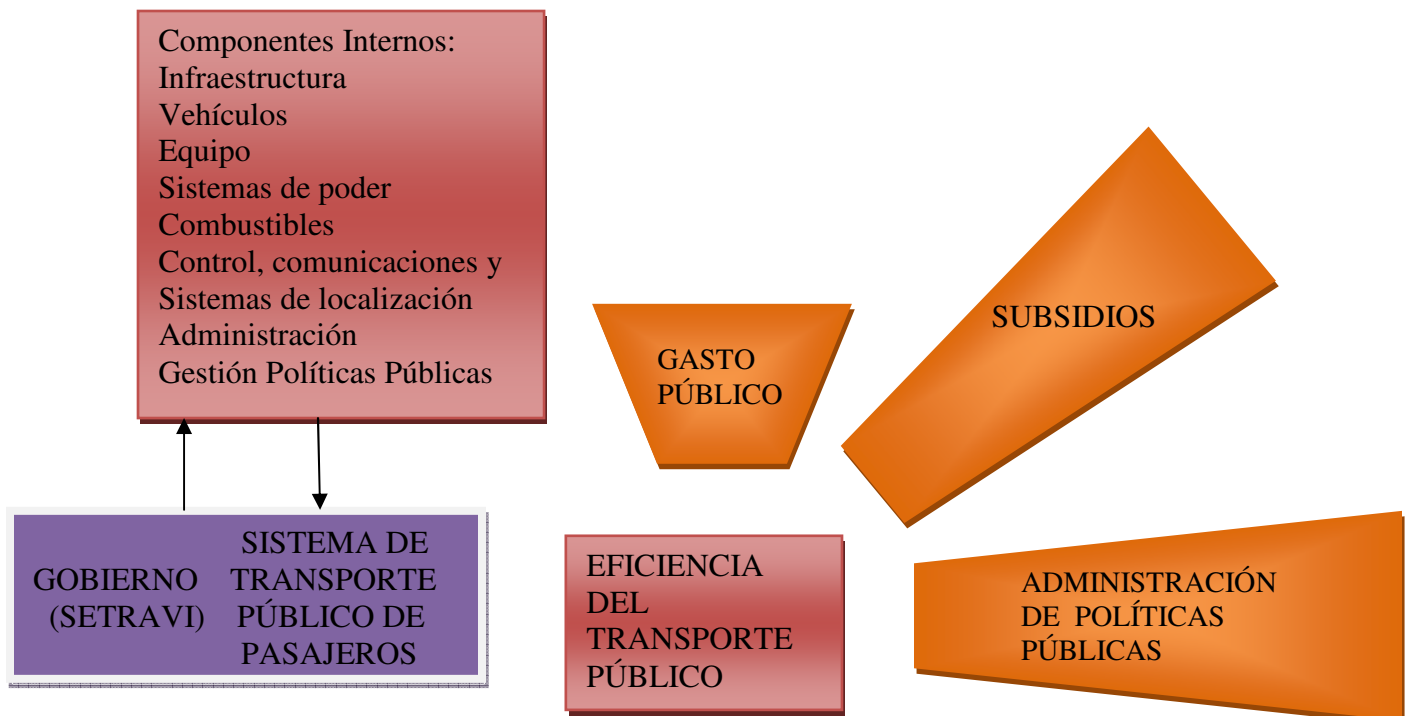 Componentes Internos:
Infraestructura
Vehículos
Equipo
Sistemas de poder
Combustibles
Control, comunicaciones y
Sistemas de localización
Administración
Gestión Políticas Públicas
GASTO
PÚBLICO
SUBSIDIOS
GOBIERNO
(SETRAVI)
SISTEMA DE
TRANSPORTE
PÚBLICO DE
PASAJEROS
EFICIENCIA
DEL
TRANSPORTE
PÚBLICO
ADMINISTRACIÓN
DE POLÍTICAS
PÚBLICAS